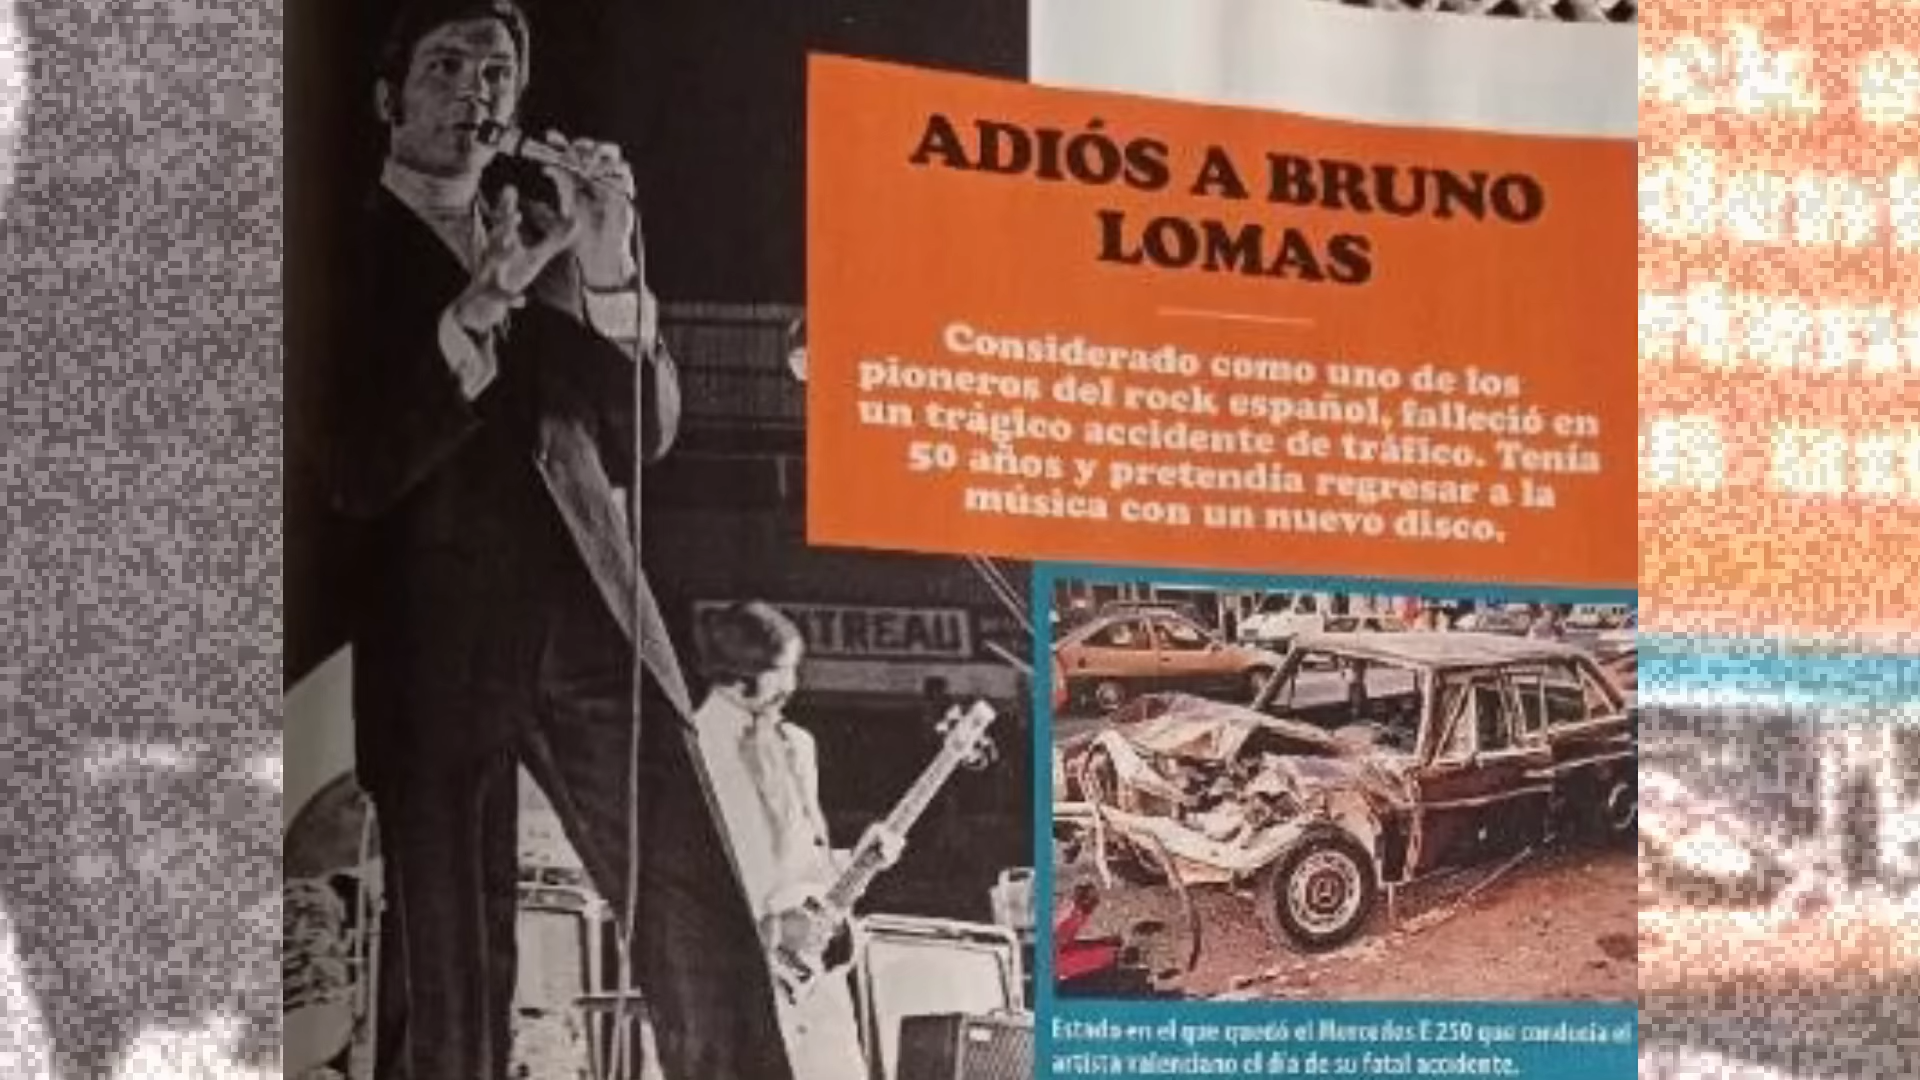 ADIÓS A BRUNO
LOMAS
Considerado como uno de los
pioneros del rock español, falleció en
un trágico accidente de tráfico. Tenía
50 años y pretendía regresar a la
música con un nuevo disco.
TREAU
Estado en el que quedó el Mercedes E 250 que conducía el
artista valenciano el día de su fatal accidente.